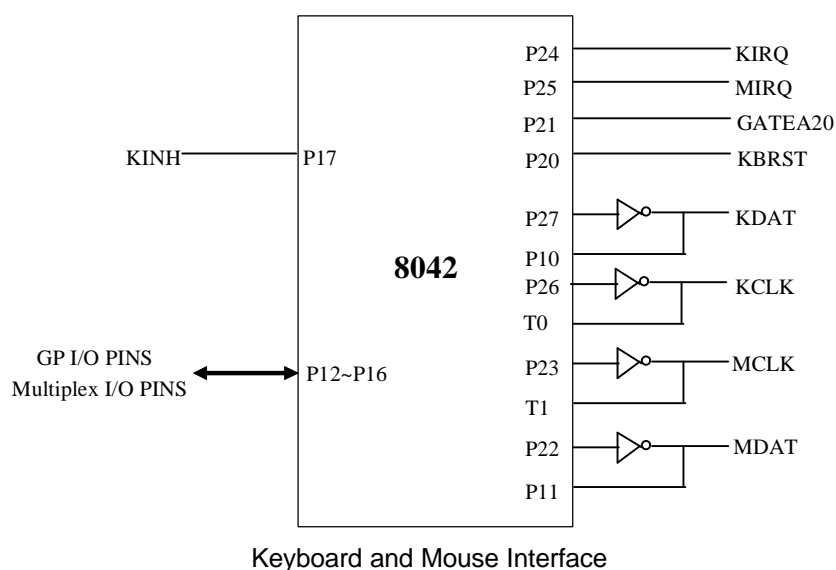 P24 KIRQ
P25 MIRQ
P21 GATEA20
KINH P17 P20 KBRST
P27 KDAT
P10
8042
P26 KCLK
T0
GP I/O PINS
Multiplex I/O PINS
P12~P16
P23 MCLK
T1
P22 MDAT
P11
Keyboard and Mouse Interface